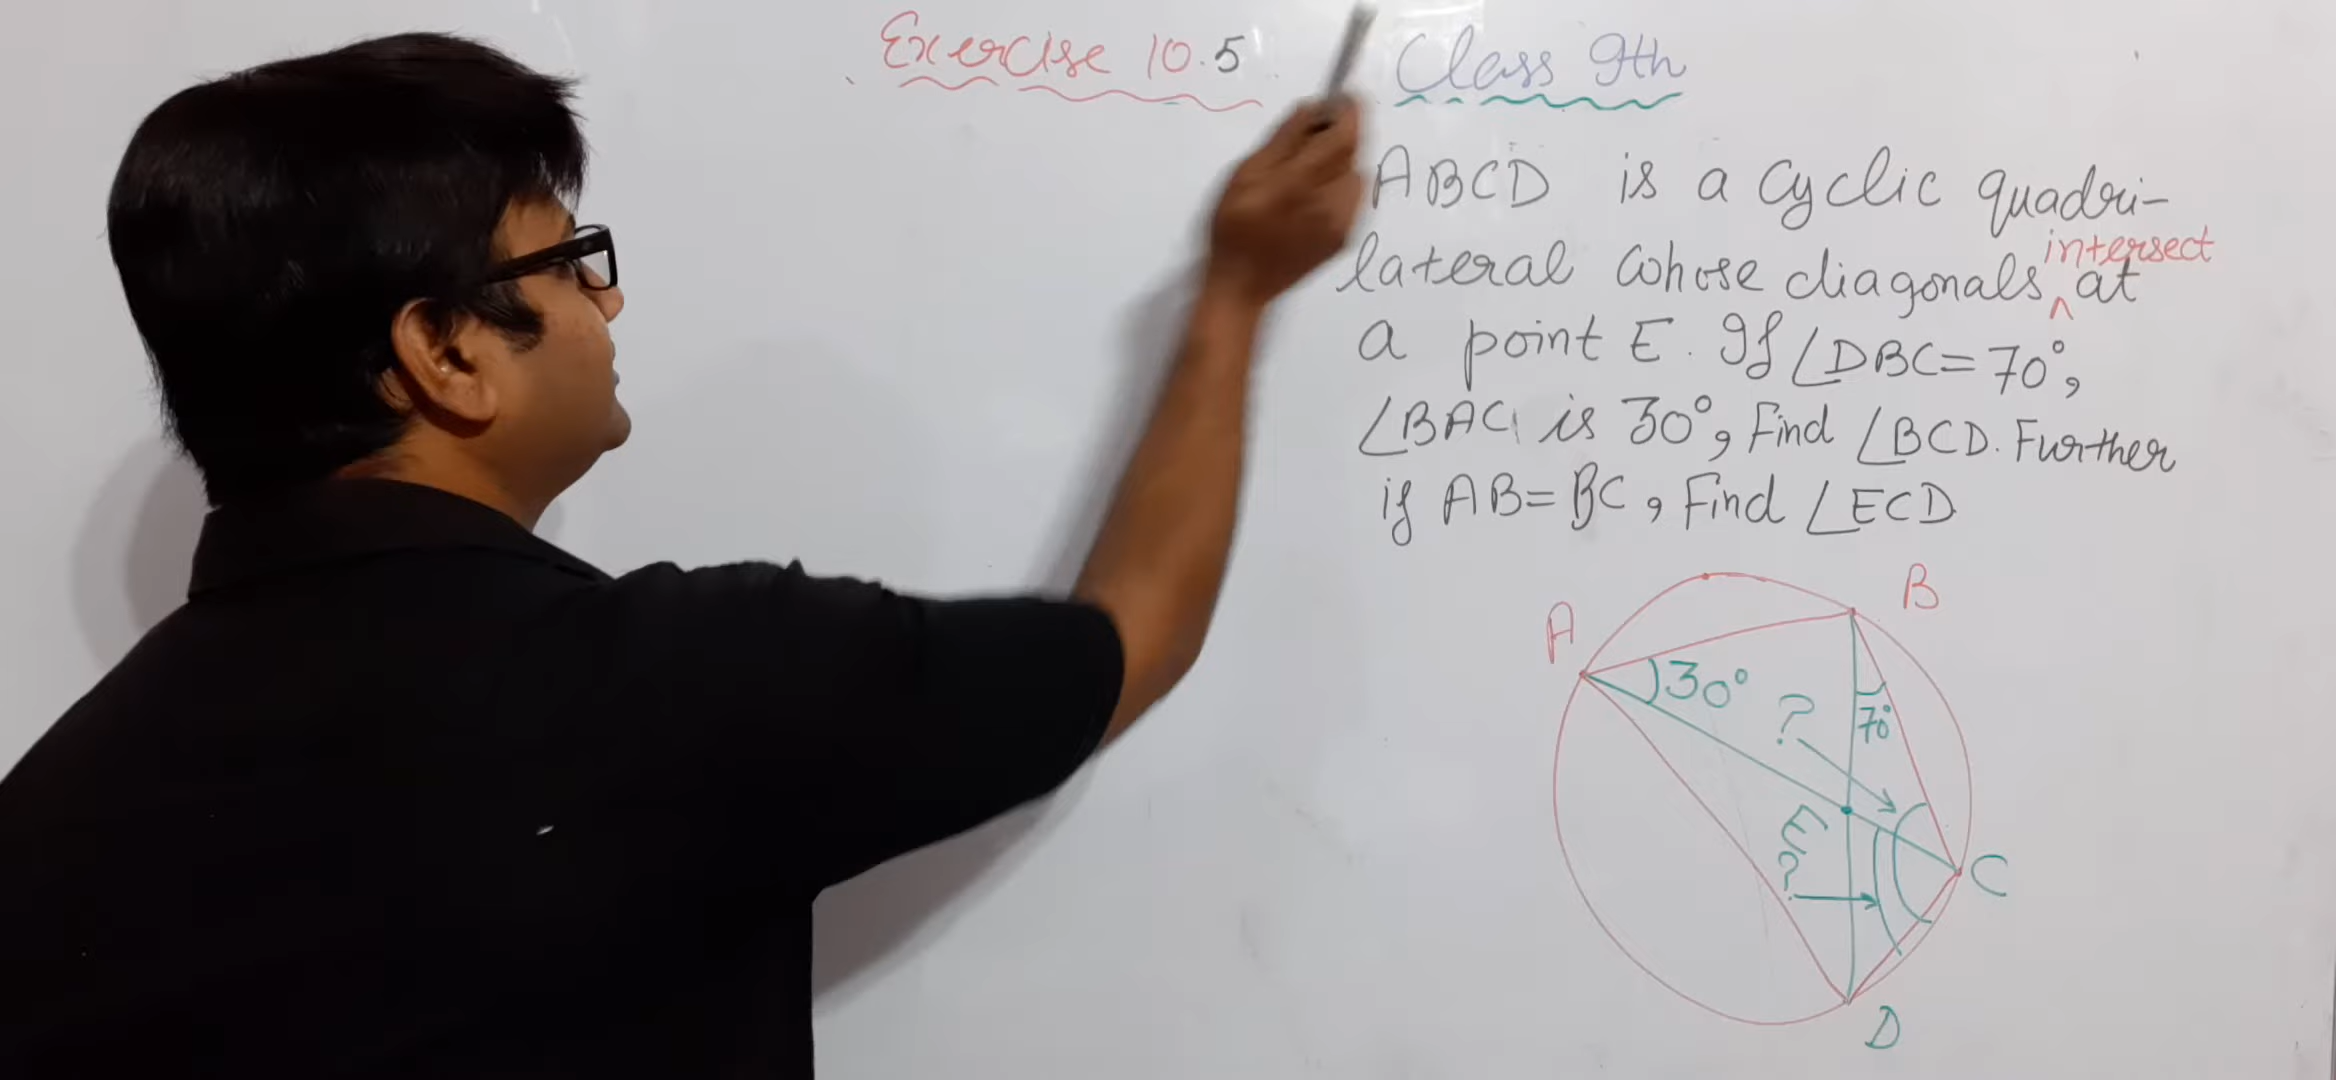 Exercise 10.5 Class 9th
ABCD is a cyclic quadri-
lateral whose diagonals intersect at
a point E. If ∠DBC=70°,
∠BAC is 30°, Find ∠BCD. Further
if AB=BC, Find ∠ECD
B
A
30°
?
70°
E
?
C
D